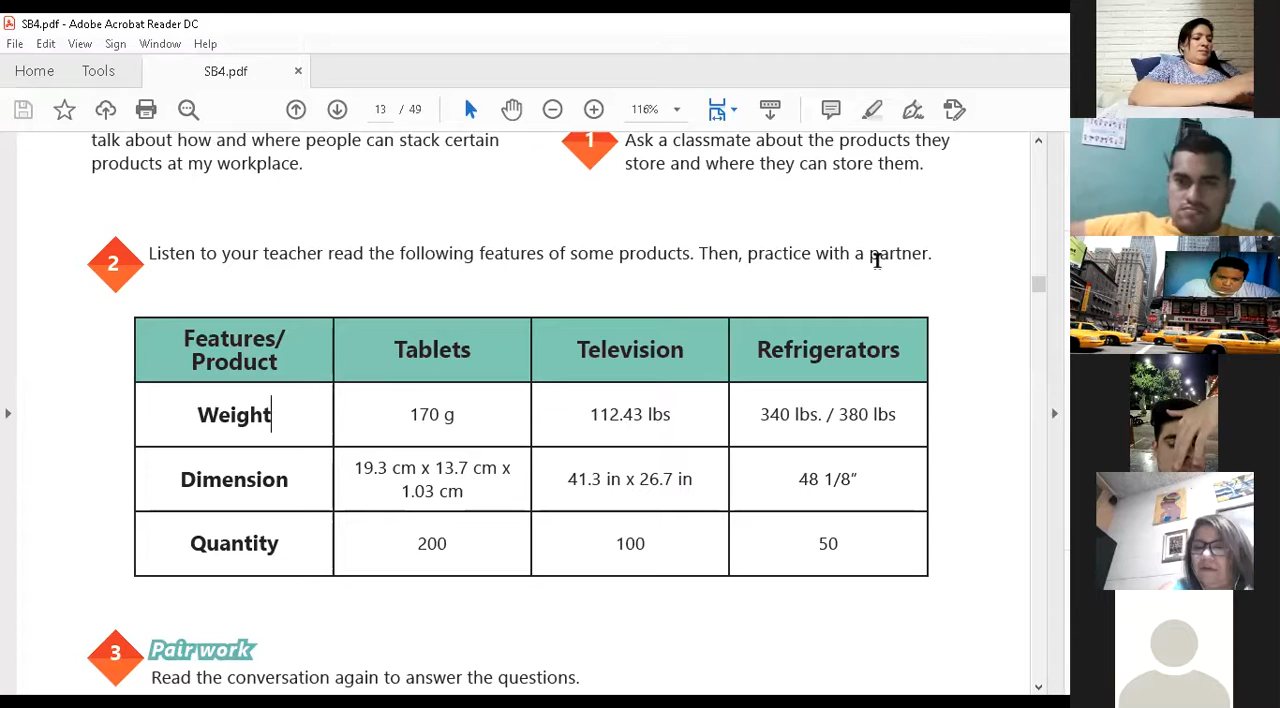 SB4.pdf - Adobe Acrobat Reader DC
File Edit View Sign Window Help
Home Tools SB4.pdf ×
13 / 49 116%
talk about how and where people can stack certain
products at my workplace.
1 Ask a classmate about the products they
store and where they can store them.
2 Listen to your teacher read the following features of some products. Then, practice with a partner.
Features/
Product
Tablets
Television
Refrigerators
Weight
170 g
112.43 lbs
340 lbs. / 380 lbs
Dimension
19.3 cm x 13.7 cm x
1.03 cm
41.3 in x 26.7 in
48 1/8”
Quantity
200
100
50
3 Pair work
Read the conversation again to answer the questions.
CYBER CAFE